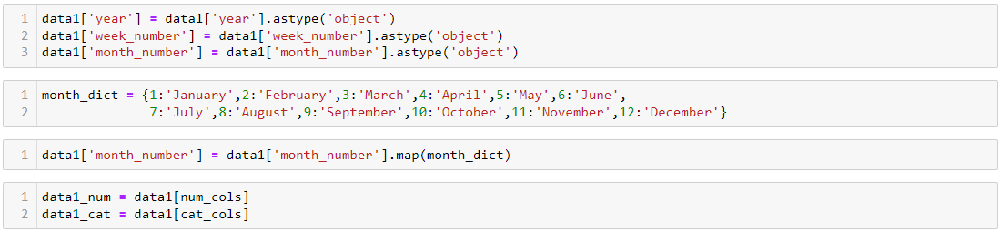 1 data1['year'] = data1['year'].astype('object')
2 data1['week_number'] = data1['week_number'].astype('object')
3 data1['month_number'] = data1['month_number'].astype('object')
1 month_dict = {1:'January',2:'February',3:'March',4:'April',5:'May',6:'June',
2 7:'July',8:'August',9:'September',10:'October',11:'November',12:'December'}
1 data1['month_number'] = data1['month_number'].map(month_dict)
1 data1_num = data1[num_cols]
2 data1_cat = data1[cat_cols]